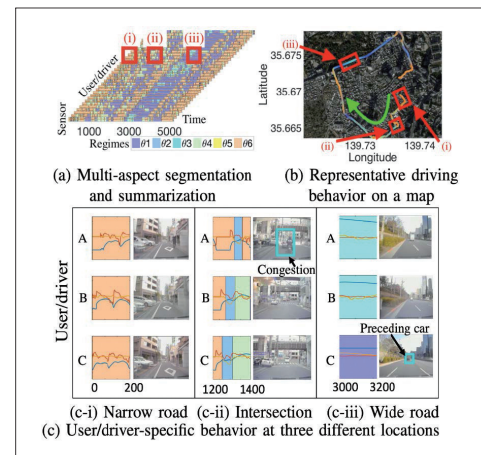 (i) (ii) (iii)
User/driver
Sensor
Time
1000 3000 5000
Regimes θ1 θ2 θ3 θ4 θ5 θ6
(a) Multi-aspect segmentation
and summarization
(iii)
35.675
35.67
35.665
Latitude
(ii)
(i)
139.73 139.74
Longitude
(b) Representative driving
behavior on a map
User/driver
A
A
A
Congestion
B
B
B
Preceding car
C
C
C
0 200
1200 1400
3000 3200
(c-i) Narrow road (c-ii) Intersection (c-iii) Wide road
(c) User/driver-specific behavior at three different locations